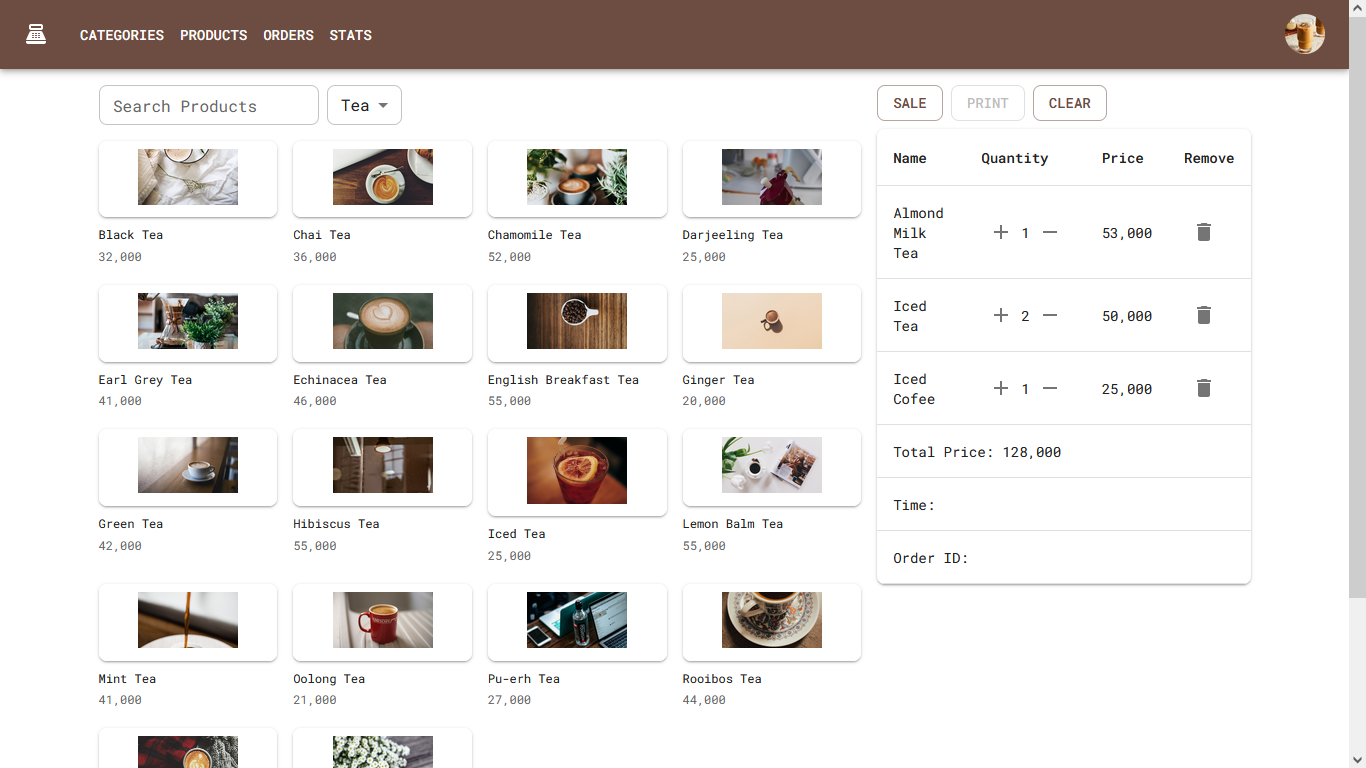 CATEGORIES PRODUCTS ORDERS STATS
Search Products
Tea
SALE PRINT CLEAR
Black Tea
32,000
Chai Tea
36,000
Chamomile Tea
52,000
Darjeeling Tea
25,000
Earl Grey Tea
41,000
Echinacea Tea
46,000
English Breakfast Tea
55,000
Ginger Tea
20,000
Green Tea
42,000
Hibiscus Tea
55,000
Iced Tea
25,000
Lemon Balm Tea
55,000
Mint Tea
41,000
Oolong Tea
21,000
Pu-erh Tea
27,000
Rooibos Tea
44,000
Name Quantity Price Remove
Almond
Milk
Tea
1 53,000
Iced
Tea
2 50,000
Iced
Cofee
1 25,000
Total Price: 128,000
Time:
Order ID: